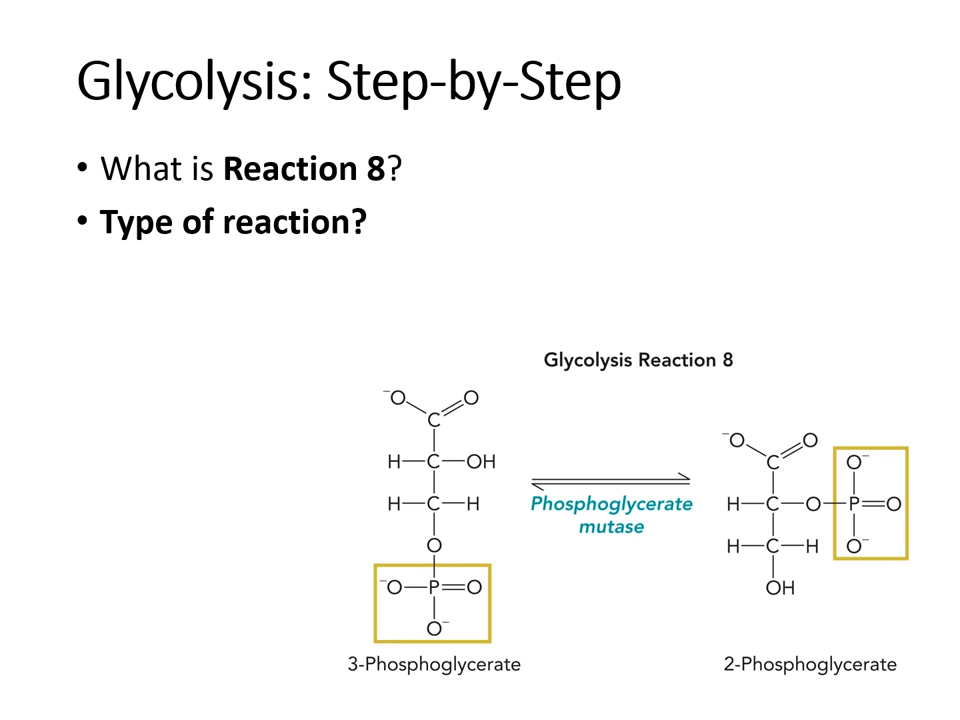 Glycolysis: Step-by-Step
• What is Reaction 8?
• Type of reaction?
Glycolysis Reaction 8
⁻O O
C
H—C—OH
H—C—H
O
⁻O—P=O
O⁻
3-Phosphoglycerate
Phosphoglycerate
mutase
⁻O O
C O⁻
H—C—O—P=O
H—C—H O⁻
OH
2-Phosphoglycerate